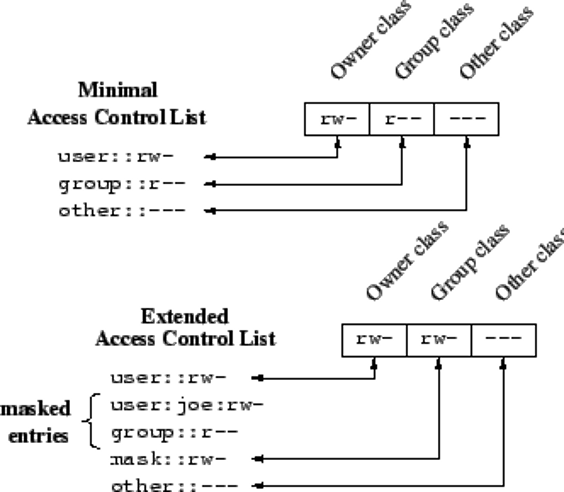 Owner class
Group class
Other class
Minimal
Access Control List
rw- r-- ---
user::rw-
group::r--
other::---
Owner class
Group class
Other class
Extended
Access Control List
rw- rw- ---
user::rw-
masked
entries
user:joe:rw-
group::r--
mask::rw-
other::---